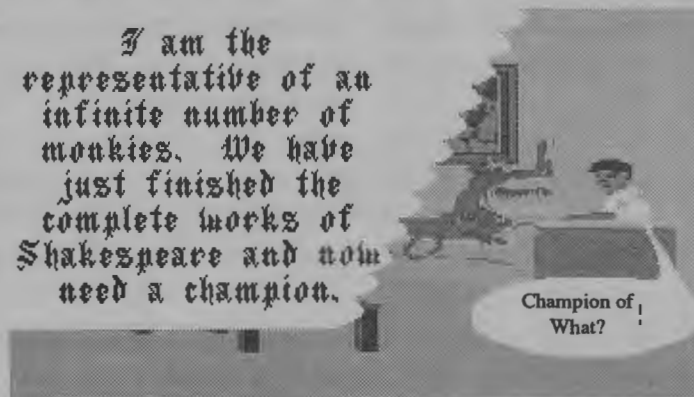 I am the
representative of an
infinite number of
monkies. We have
just finished the
complete works of
Shakespeare and now
need a champion.
Champion of
What?